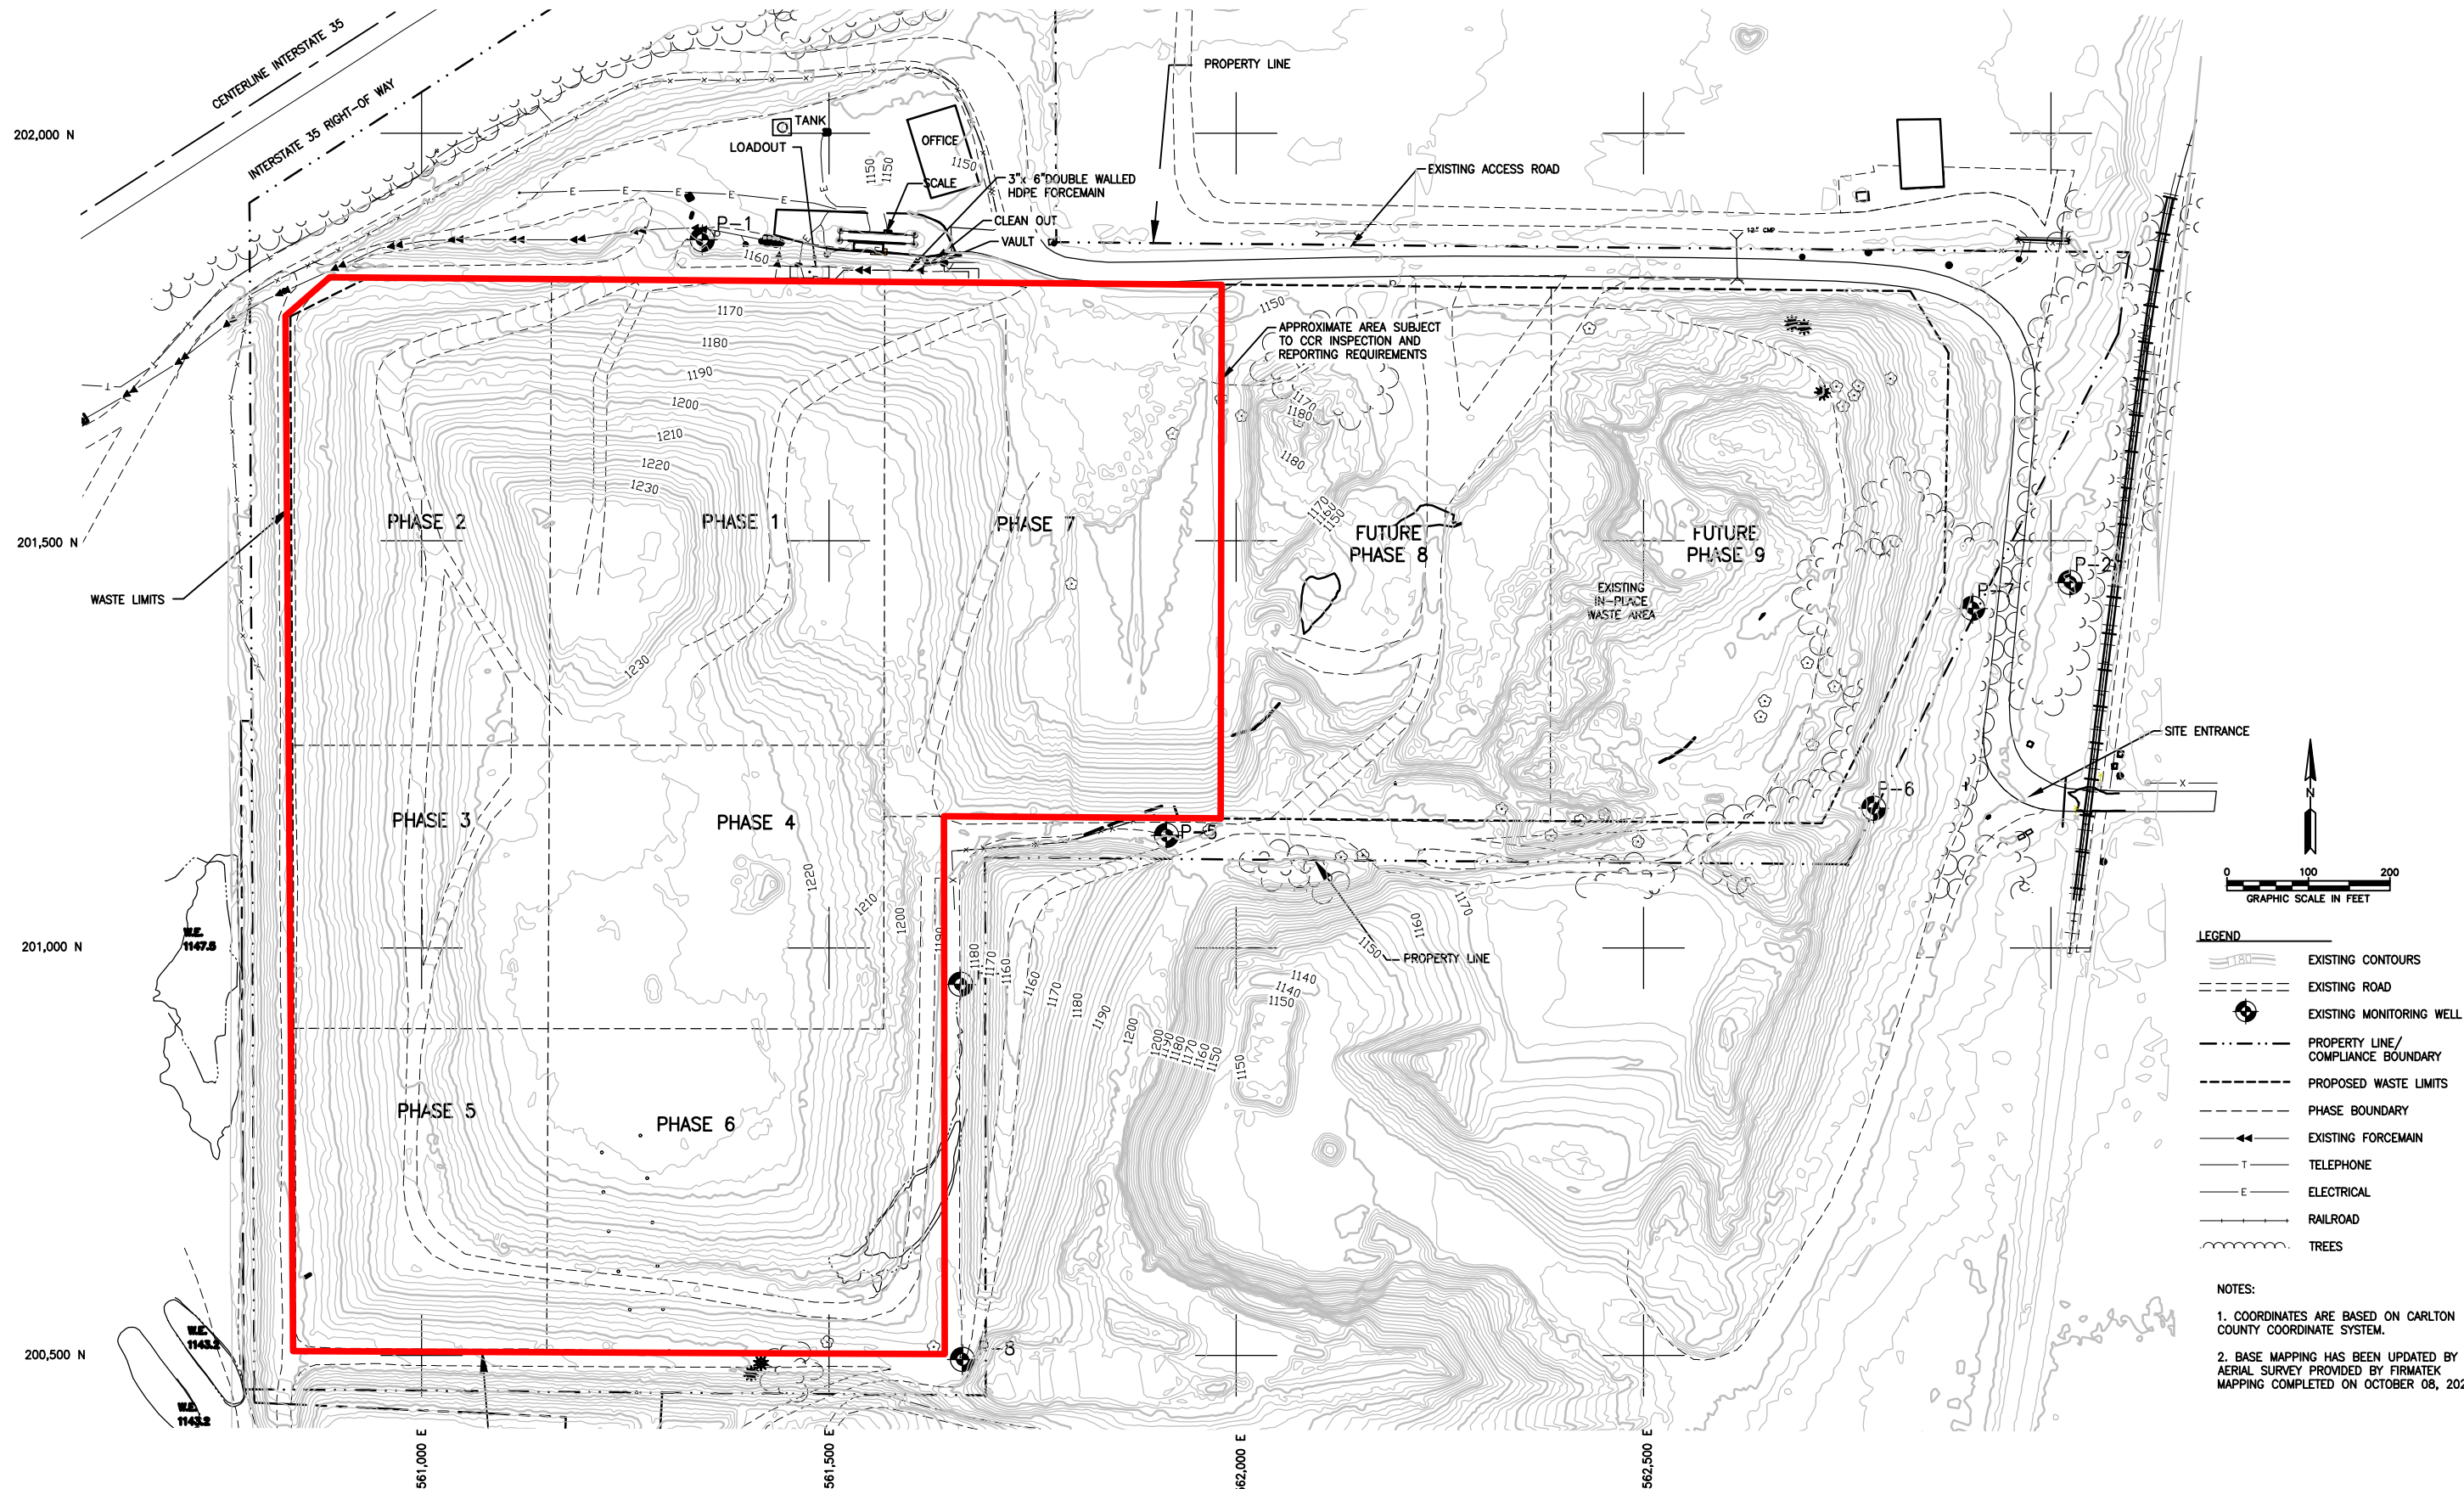 CENTERLINE INTERSTATE 35
INTERSTATE 35 RIGHT-OF WAY
PROPERTY LINE
202,000 N
TANK
LOADOUT
OFFICE
1150
1150
1150
SCALE
3"x 6"DOUBLE WALLED
HDPE FORCEMAIN
CLEAN OUT
VAULT
EXISTING ACCESS ROAD
12" CMP
P-1
1160
1170
1180
1190
1200
1210
1220
1230
1150
APPROXIMATE AREA SUBJECT
TO CCR INSPECTION AND
REPORTING REQUIREMENTS
1170
1180
1180
1170
1160
1150
201,500 N
PHASE 2
PHASE 1
PHASE 7
FUTURE
PHASE 8
FUTURE
PHASE 9
EXISTING
IN-PLACE
WASTE AREA
P-2
P-7
WASTE LIMITS
1230
SITE ENTRANCE
X
P-6
P-5
PHASE 3
PHASE 4
1220
1210
1200
1190
1180
1170
1160
1160
1170
1180
1190
1200
1200
1190
1180
1170
1160
1150
1150
1140
1140
1150
1150
1160
1170
PROPERTY LINE
W.E.
1147.5
201,000 N
PHASE 5
PHASE 6
W.E.
1143.2
W.E.
1143.2
200,500 N
8
561,000 E
561,500 E
562,000 E
562,500 E
N
0 100 200
GRAPHIC SCALE IN FEET
LEGEND
1180 EXISTING CONTOURS
EXISTING ROAD
EXISTING MONITORING WELL
PROPERTY LINE/
COMPLIANCE BOUNDARY
PROPOSED WASTE LIMITS
PHASE BOUNDARY
EXISTING FORCEMAIN
T TELEPHONE
E ELECTRICAL
RAILROAD
TREES
NOTES:
1. COORDINATES ARE BASED ON CARLTON
COUNTY COORDINATE SYSTEM.
2. BASE MAPPING HAS BEEN UPDATED BY
AERIAL SURVEY PROVIDED BY FIRMATEK
MAPPING COMPLETED ON OCTOBER 08, 202